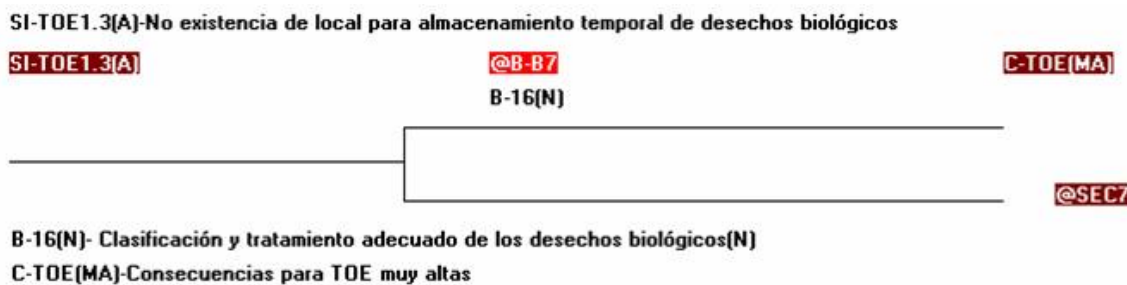 SI-TOE1.3(A)-No existencia de local para almacenamiento temporal de desechos biológicos
SI-TOE1.3(A) @B-B7 C-TOE(MA)
B-16(N)
@SEC7
B-16(N)- Clasificación y tratamiento adecuado de los desechos biológicos(N)
C-TOE(MA)-Consecuencias para TOE muy altas